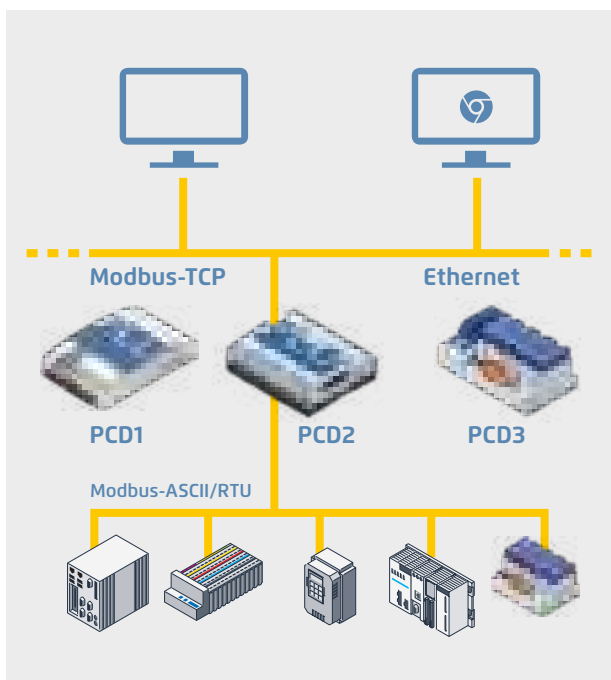 Modbus-TCP
Ethernet
PCD1
PCD2
PCD3
Modbus-ASCII/RTU